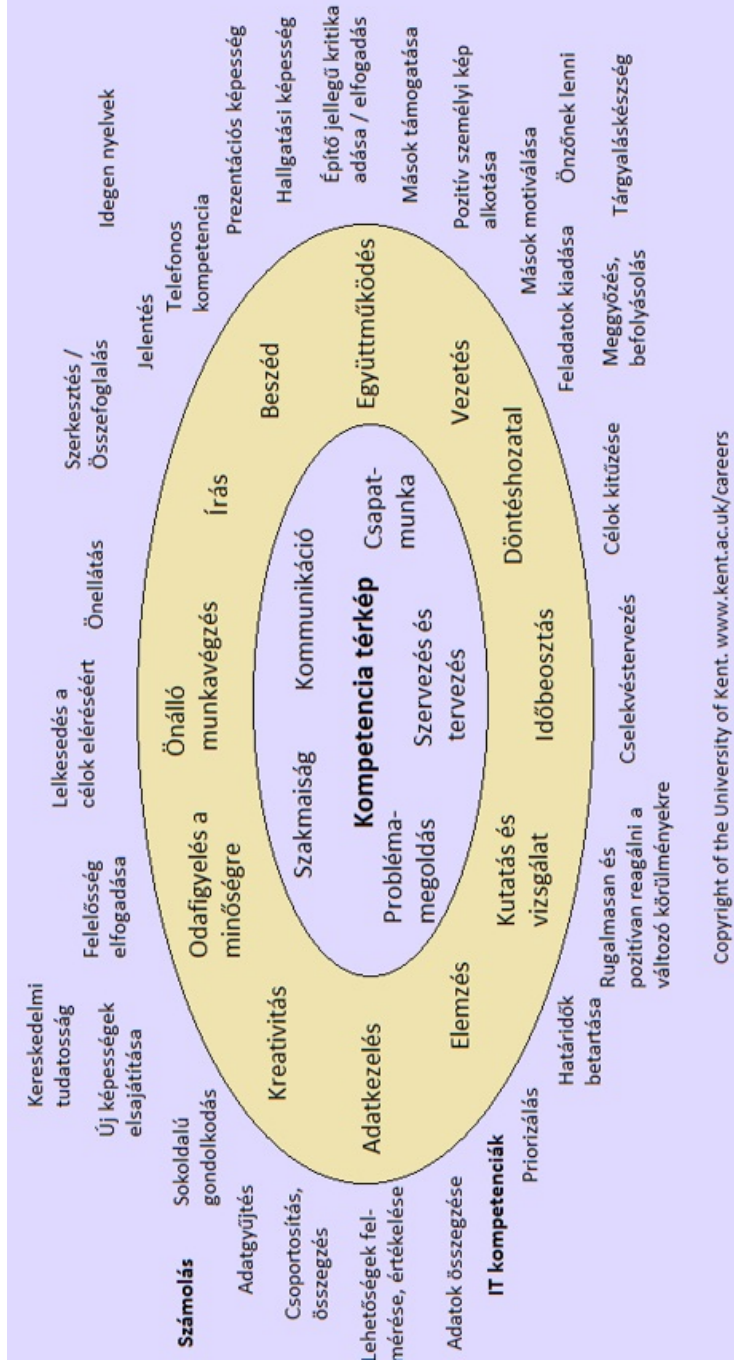 Kereskedelmi
tudatosság
Lelkesedés a
célok eléréséért
Szerkesztés /
Összefoglalás
Idegen nyelvek
Új képességek
elsajátítása
Felelősség
elfogadása
Önellátás
Jelentés
Telefonos
kompetencia
Számolás
Sokoldalú
gondolkodás
Prezentációs képesség
Adatgyűjtés
Hallgatási képesség
Csoportosítás,
összegzés
Építő jellegű kritika
adása / elfogadás
Lehetőségek fel-
mérése, értékelése
Mások támogatása
Adatok összegzése
Pozitív személyi kép
alkotása
IT kompetenciák
Mások motiválása
Priorizálás
Feladatok kiadása
Önzőnek lenni
Határidők
betartása
Meggyőzés,
befolyásolás
Tárgyaláskészség
Rugalmasan és
pozitívan reagálni a
változó körülményekre
Cselekvéstervezés
Célok kitűzése
Odafigyelés a
minőségre
Önálló
munkavégzés
Írás
Beszéd
Kreativitás
Együttműködés
Adatkezelés
Vezetés
Elemzés
Döntéshozatal
Kutatás és
vizsgálat
Időbeosztás
Szakmaiság
Kommunikáció
Kompetencia térkép
Probléma-
megoldás
Szervezés és
tervezés
Csapat-
munka
Copyright of the University of Kent. www.kent.ac.uk/careers